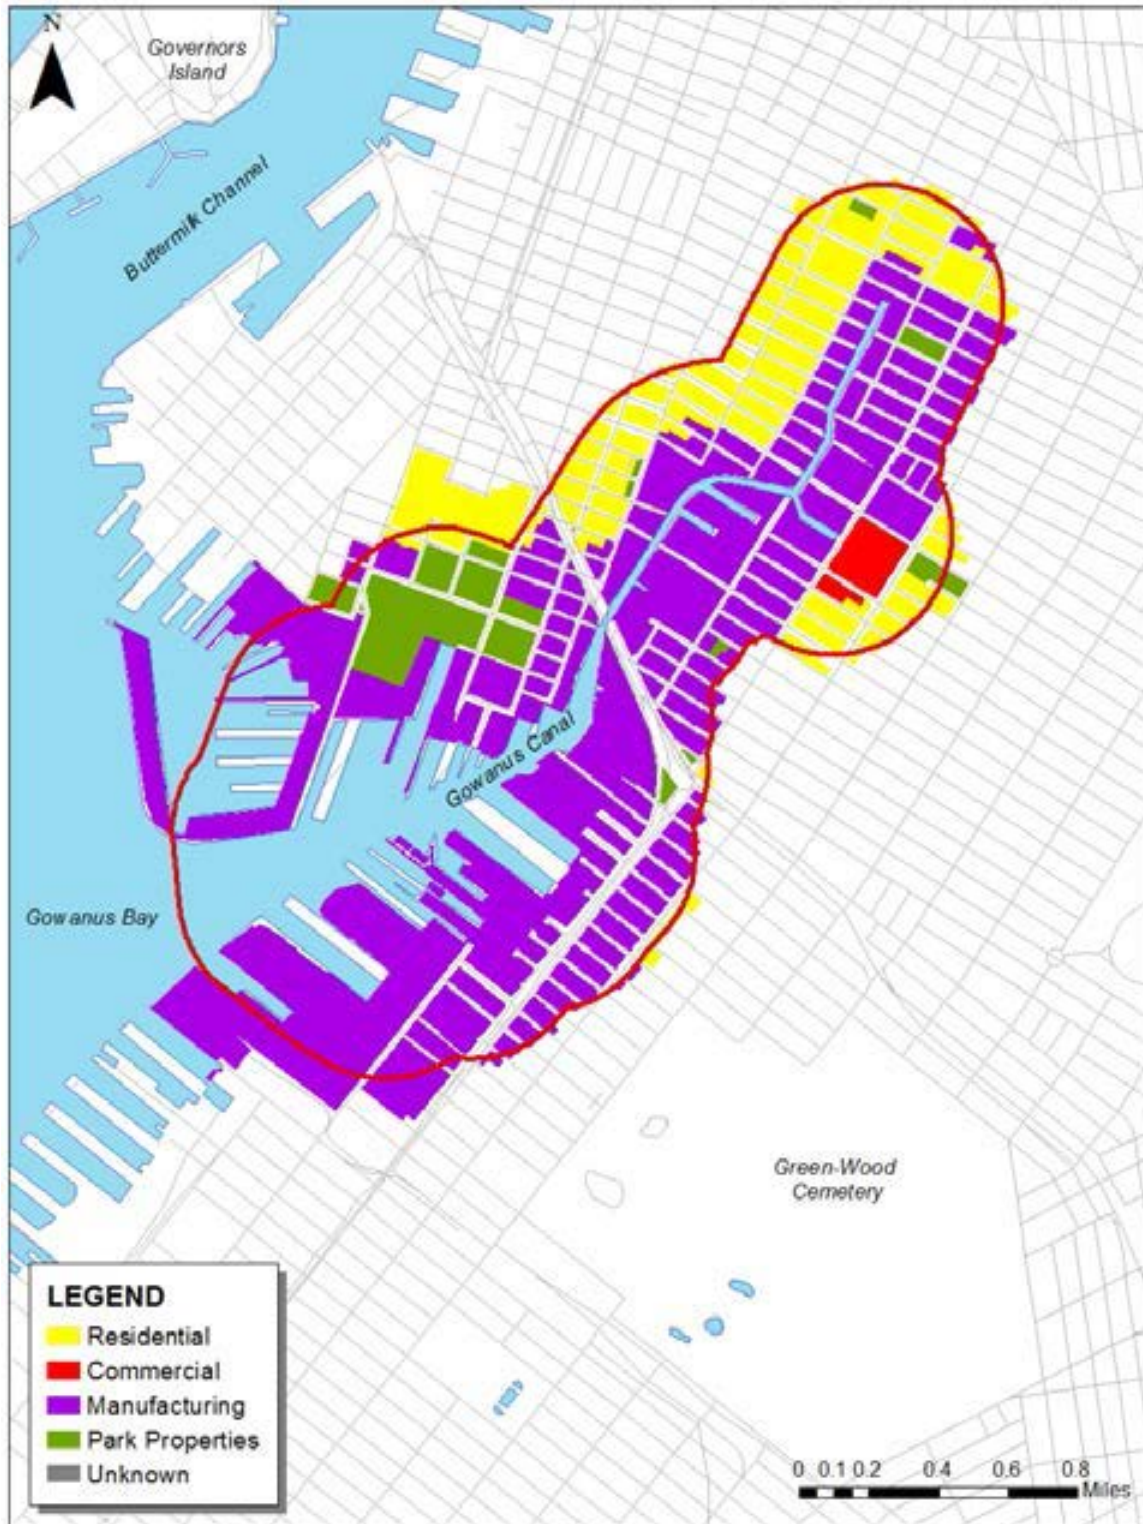 N
Governors
Island
Buttermilk Channel
Gowanus Canal
Gowanus Bay
Green-Wood
Cemetery
LEGEND
Residential
Commercial
Manufacturing
Park Properties
Unknown
0 0.1 0.2 0.4 0.6 0.8
Miles